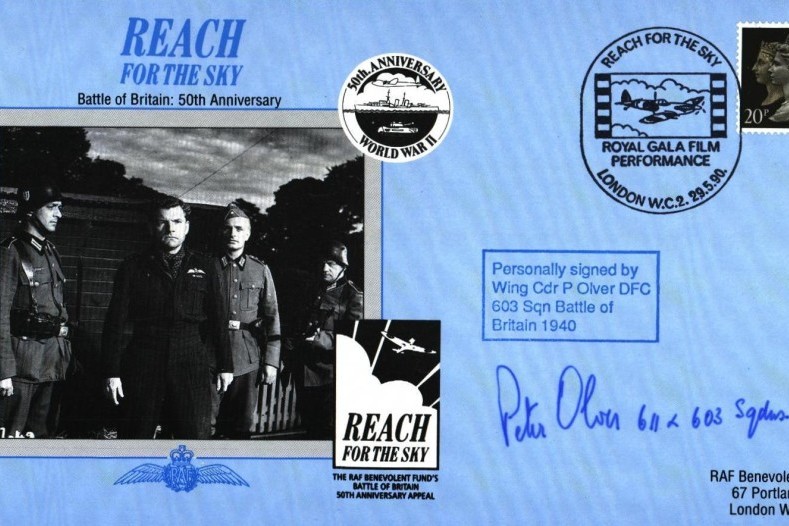 REACH
FOR THE SKY
Battle of Britain: 50th Anniversary
50th. ANNIVERSARY
WORLD WAR II
REACH FOR THE SKY
ROYAL GALA FILM
PERFORMANCE
LONDON W.C.2. 29.5.90.
20P
Personally signed by
Wing Cdr P Olver DFC
603 Sqn Battle of
Britain 1940
Peter Olver 611 & 603 Sqdns
REACH
FOR THE SKY
THE RAF BENEVOLENT FUND'S
BATTLE OF BRITAIN
50TH ANNIVERSARY APPEAL
RAF
RAF Benevole
67 Portlan
London W